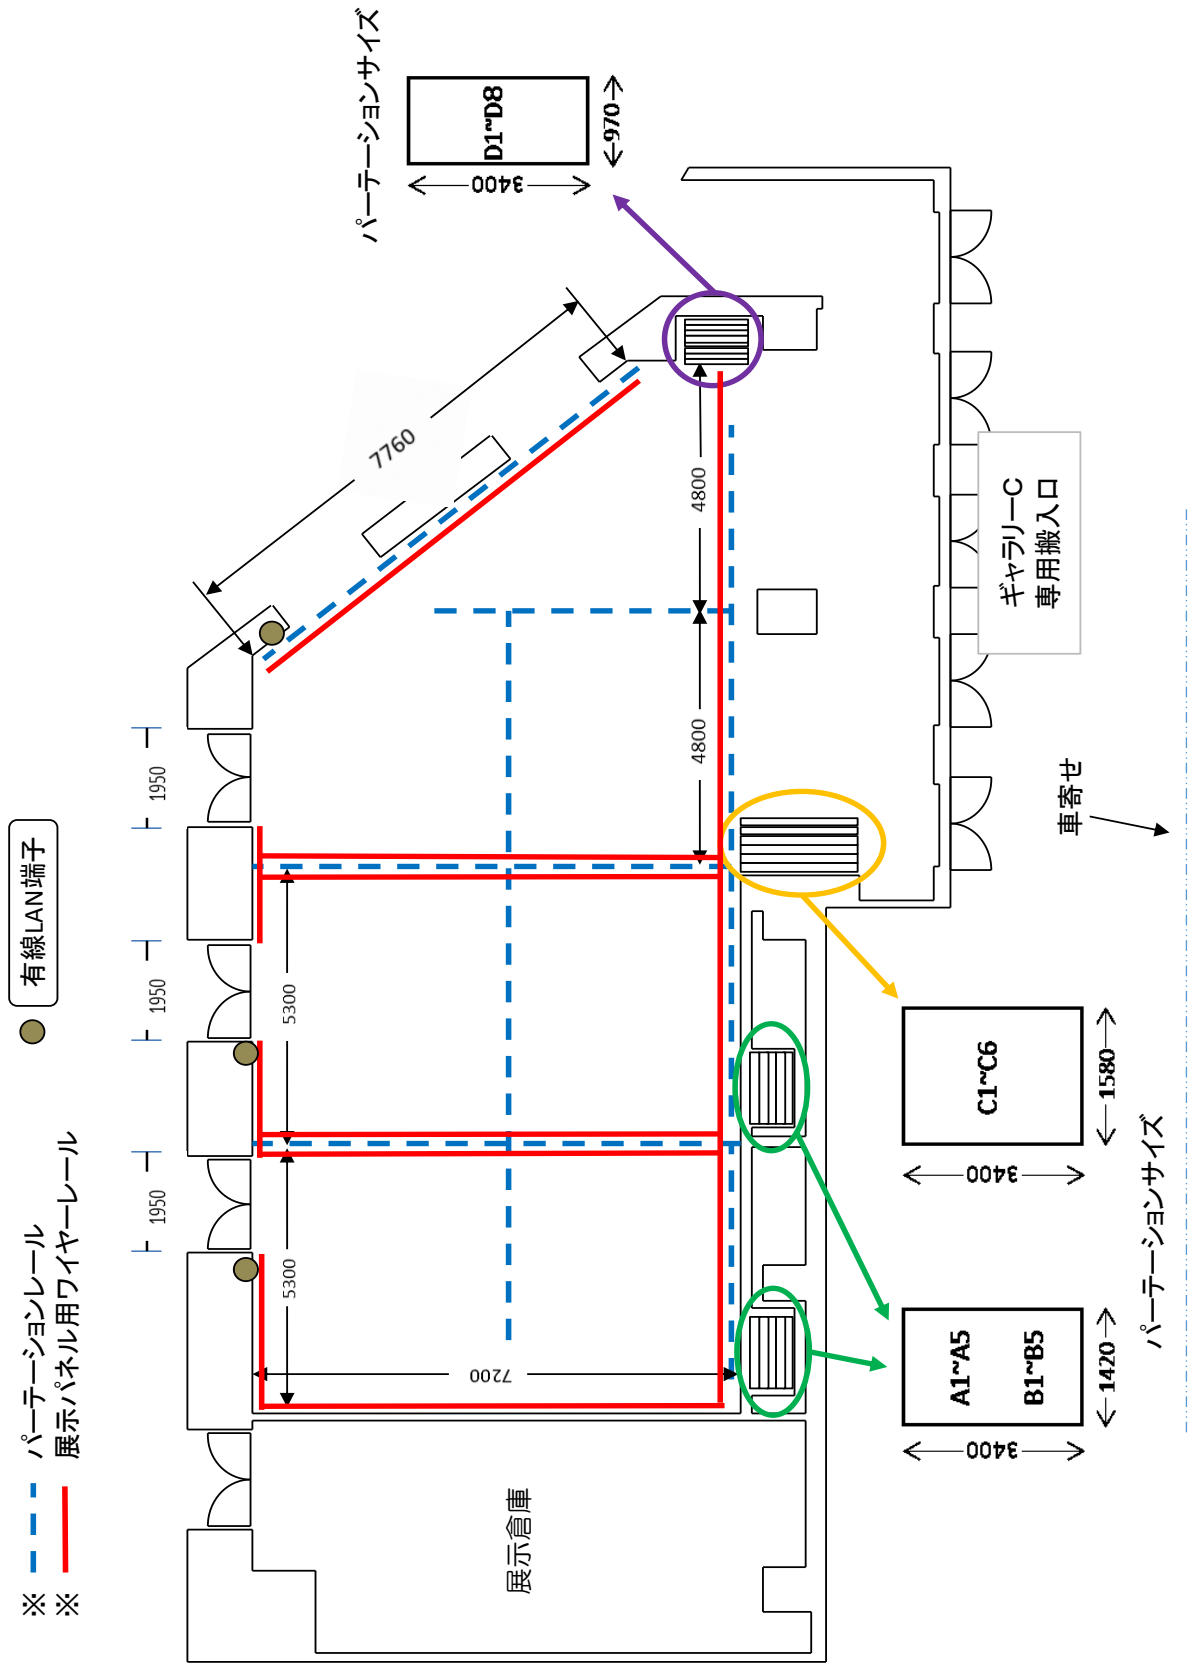 ※ パーテーションレール
※ 展示パネル用ワイヤーレール
有線LAN端子
1950
1950
1950
7760
パーテーションサイズ
D1~D8
3400
970
4800
4800
5300
5300
7200
展示倉庫
ギャラリーC
専用搬入口
車寄せ
A1~A5
B1~B5
3400
1420
C1~C6
3400
1580
パーテーションサイズ